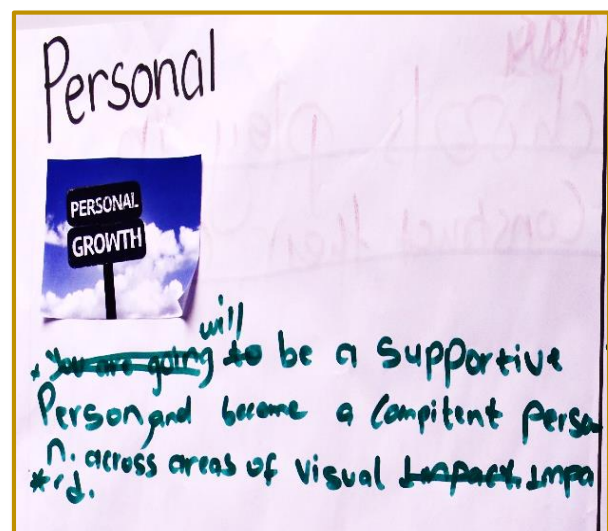 Personal
PERSONAL
GROWTH
will
* You are going to be a supportive
Person and become a Compitent perso
n. across areas of visual Impact. Impa
* rd.